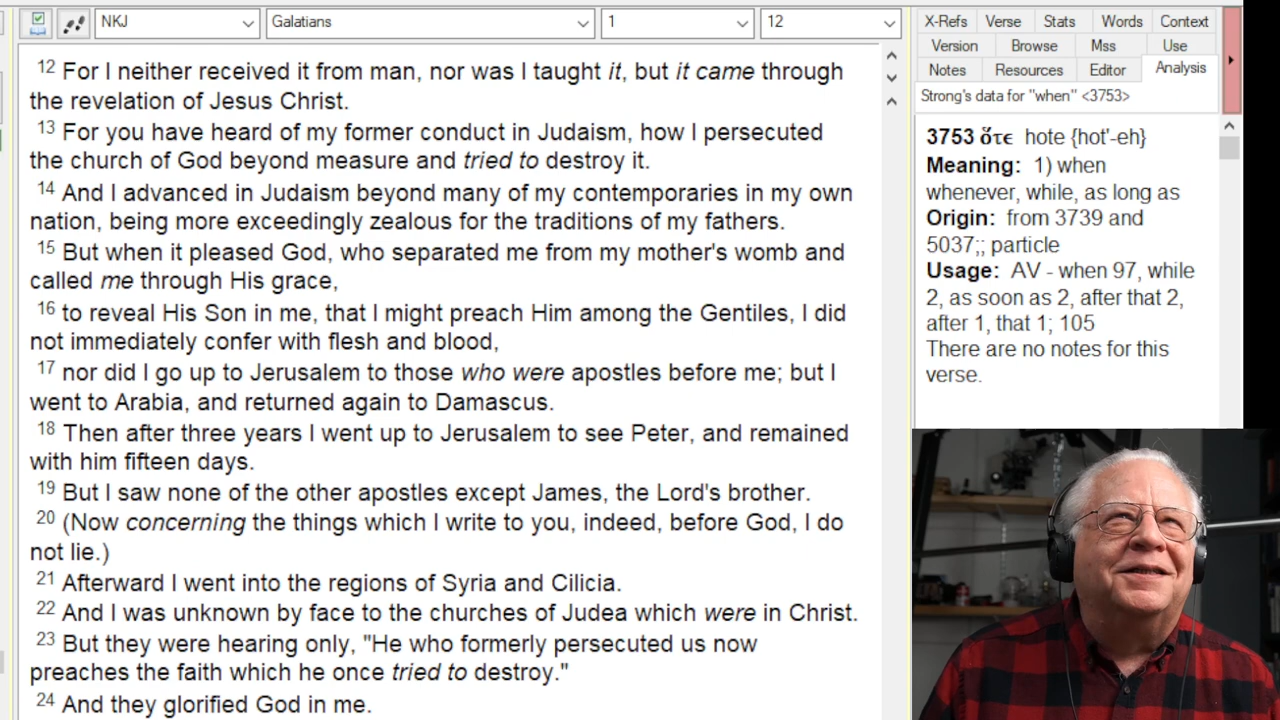 NKJ Galatians 1 12
12 For I neither received it from man, nor was I taught it, but it came through
the revelation of Jesus Christ.
13 For you have heard of my former conduct in Judaism, how I persecuted
the church of God beyond measure and tried to destroy it.
14 And I advanced in Judaism beyond many of my contemporaries in my own
nation, being more exceedingly zealous for the traditions of my fathers.
15 But when it pleased God, who separated me from my mother's womb and
called me through His grace,
16 to reveal His Son in me, that I might preach Him among the Gentiles, I did
not immediately confer with flesh and blood,
17 nor did I go up to Jerusalem to those who were apostles before me; but I
went to Arabia, and returned again to Damascus.
18 Then after three years I went up to Jerusalem to see Peter, and remained
with him fifteen days.
19 But I saw none of the other apostles except James, the Lord's brother.
20 (Now concerning the things which I write to you, indeed, before God, I do
not lie.)
21 Afterward I went into the regions of Syria and Cilicia.
22 And I was unknown by face to the churches of Judea which were in Christ.
23 But they were hearing only, "He who formerly persecuted us now
preaches the faith which he once tried to destroy."
24 And they glorified God in me.
X-Refs Verse Stats Words Context
Version Browse Mss Use
Notes Resources Editor Analysis
Strong's data for "when" <3753>
3753 ὅτε hote {hot'-eh}
Meaning: 1) when
whenever, while, as long as
Origin: from 3739 and
5037;; particle
Usage: AV - when 97, while
2, as soon as 2, after that 2,
after 1, that 1; 105
There are no notes for this
verse.